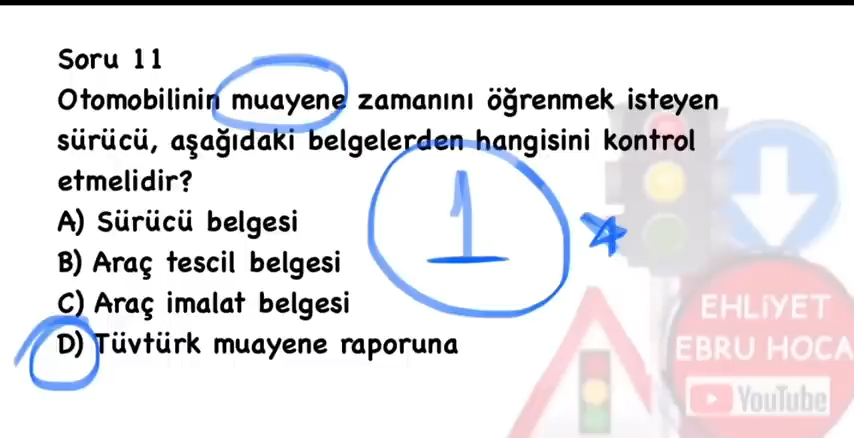 Soru 11
Otomobilinin muayene zamanını öğrenmek isteyen
sürücü, aşağıdaki belgelerden hangisini kontrol
etmelidir?
A) Sürücü belgesi
B) Araç tescil belgesi
C) Araç imalat belgesi
D) Tüvtürk muayene raporuna
1
EHLİYET
EBRU HOCA
YouTube